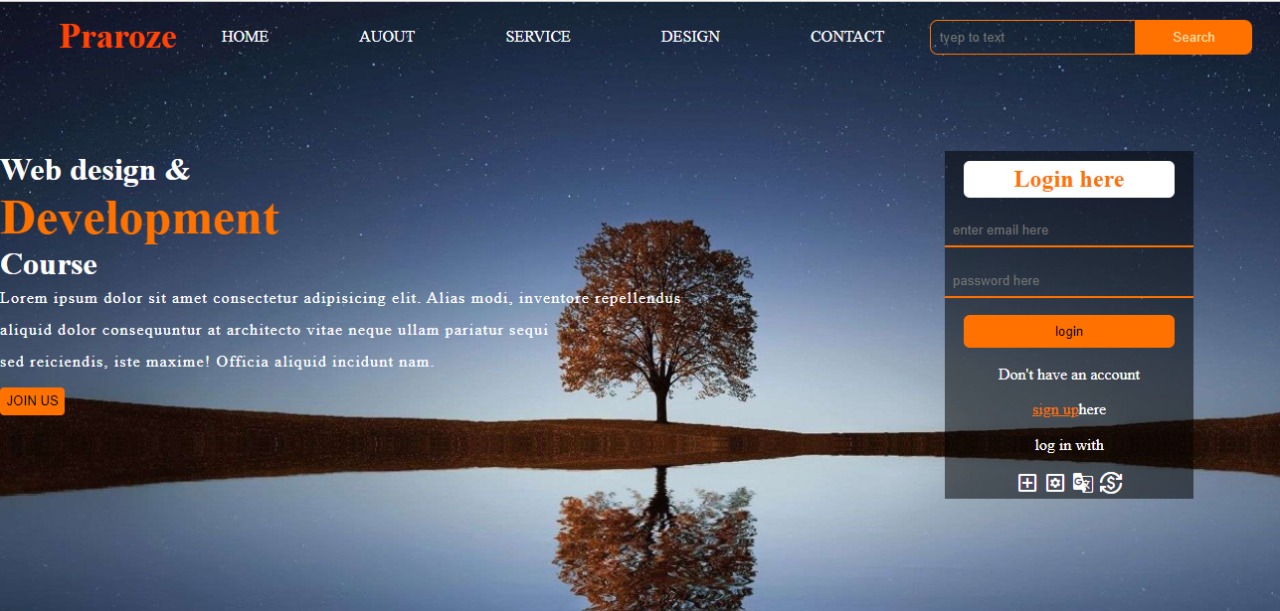 Praroze HOME AUOUT SERVICE DESIGN CONTACT tyep to text Search
Web design &
Development
Course
Lorem ipsum dolor sit amet consectetur adipisicing elit. Alias modi, inventore repellendus
aliquid dolor consequuntur at architecto vitae neque ullam pariatur sequi
sed reiciendis, iste maxime! Officia aliquid incidunt nam.
JOIN US
Login here
enter email here
password here
login
Don't have an account
sign uphere
log in with